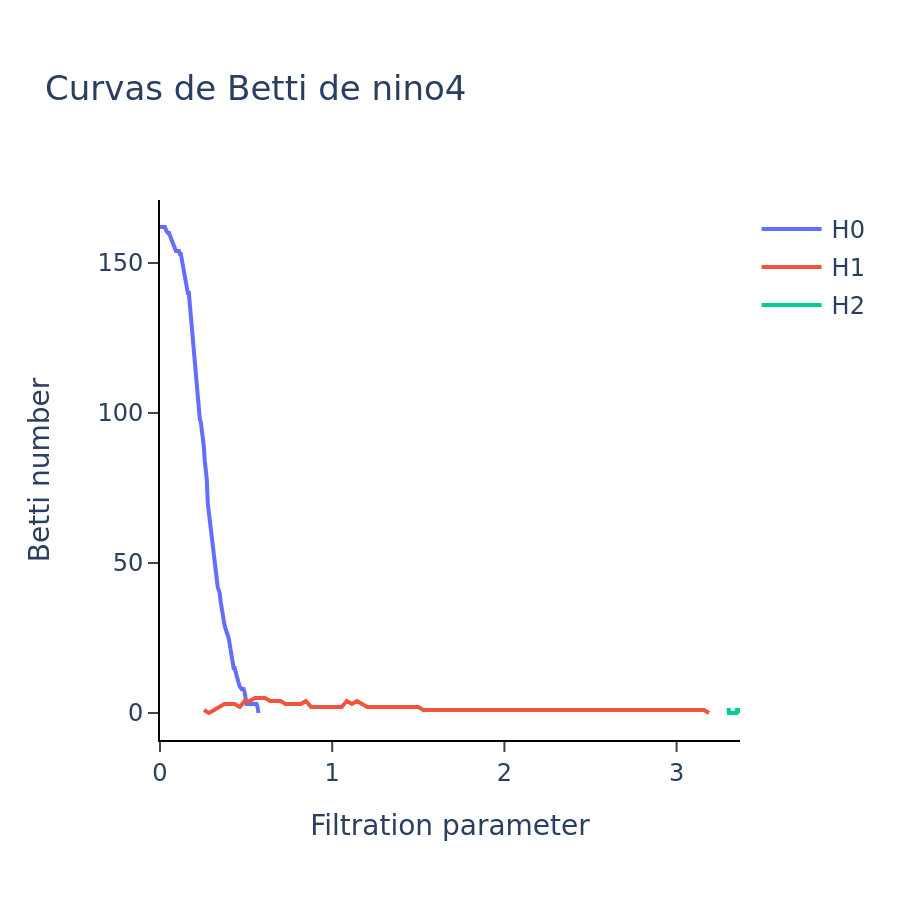 Curvas de Betti de nino4
H0
H1
H2
150
100
50
0
Betti number
0 1 2 3
Filtration parameter